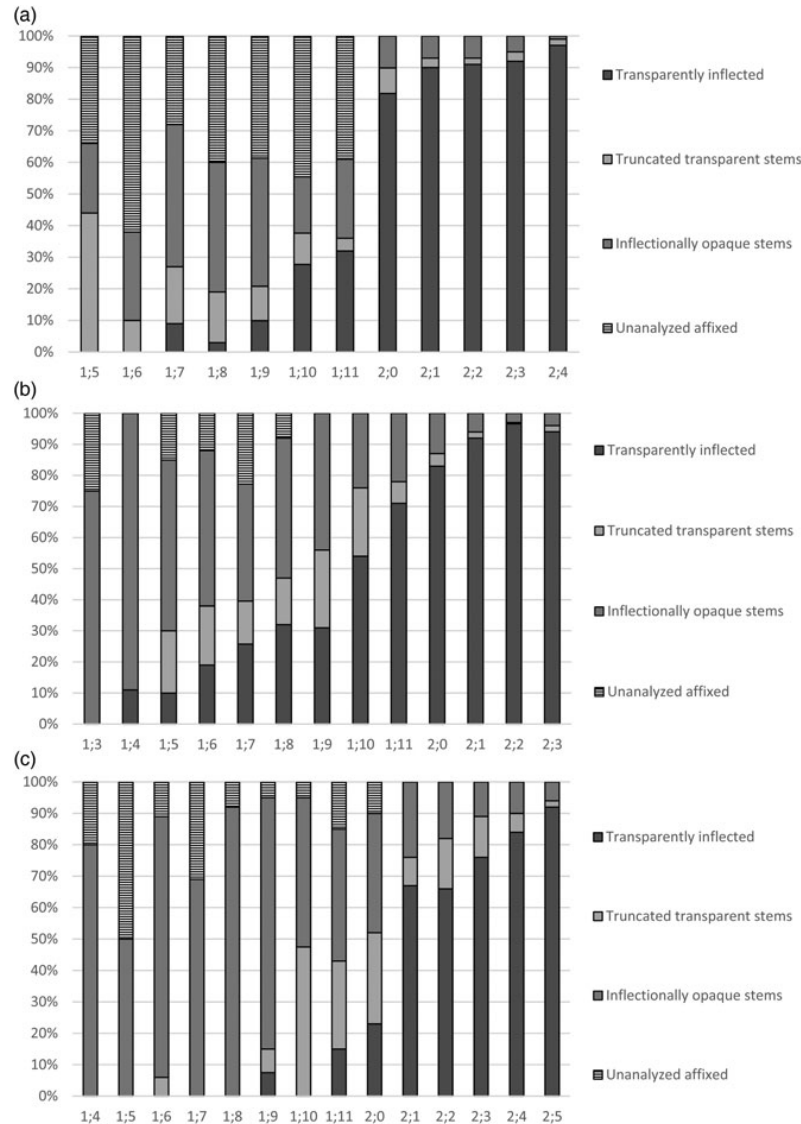 (a)
100%
90%
80%
70%
60%
50%
40%
30%
20%
10%
0%
1;5 1;6 1;7 1;8 1;9 1;10 1;11 2;0 2;1 2;2 2;3 2;4
Transparently inflected
Truncated transparent stems
Inflectionally opaque stems
Unanalyzed affixed
(b)
100%
90%
80%
70%
60%
50%
40%
30%
20%
10%
0%
1;3 1;4 1;5 1;6 1;7 1;8 1;9 1;10 1;11 2;0 2;1 2;2 2;3
Transparently inflected
Truncated transparent stems
Inflectionally opaque stems
Unanalyzed affixed
(c)
100%
90%
80%
70%
60%
50%
40%
30%
20%
10%
0%
1;4 1;5 1;6 1;7 1;8 1;9 1;10 1;11 2;0 2;1 2;2 2;3 2;4 2;5
Transparently inflected
Truncated transparent stems
Inflectionally opaque stems
Unanalyzed affixed